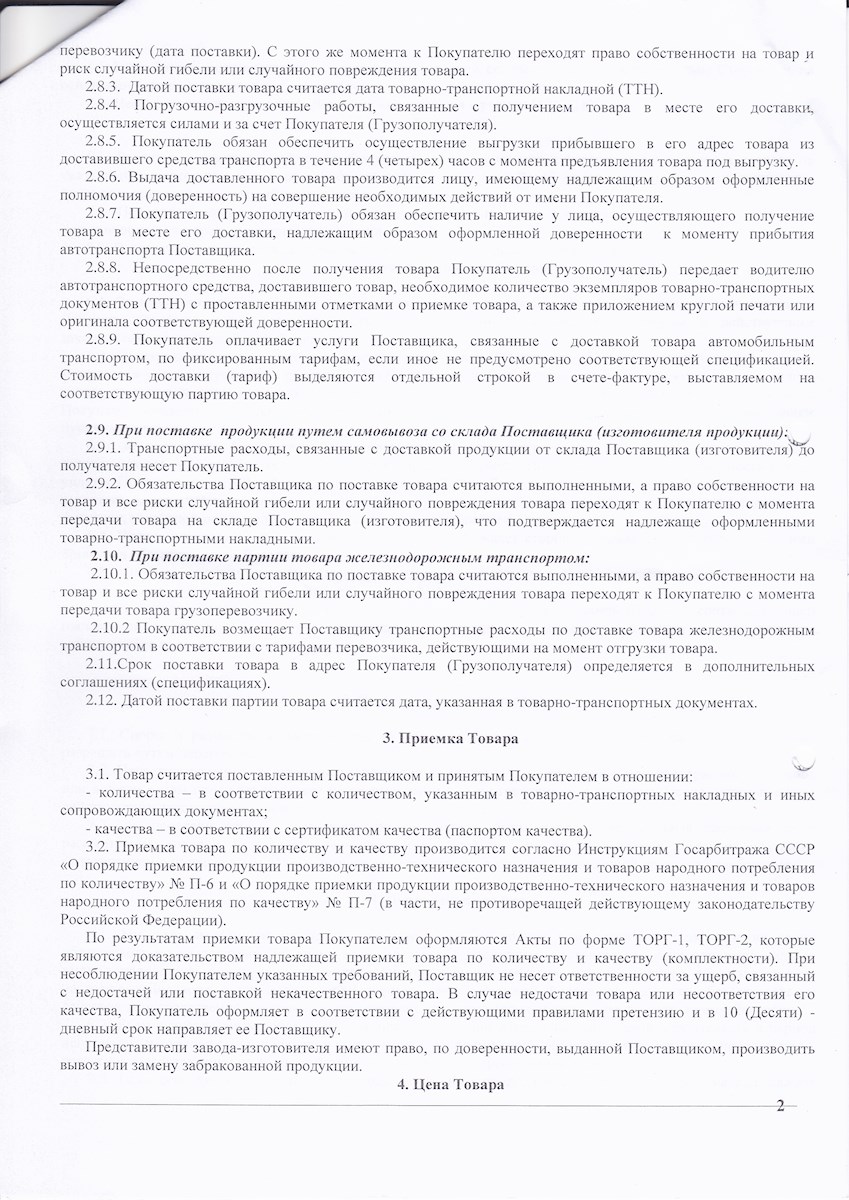 перевозчику (дата поставки). С этого же момента к Покупателю переходят право собственности на товар и
риск случайной гибели или случайного повреждения товара.
2.8.3. Датой поставки товара считается дата товарно-транспортной накладной (ТТН).
2.8.4. Погрузочно-разгрузочные работы, связанные с получением товара в месте его доставки,
осуществляется силами и за счет Покупателя (Грузополучателя).
2.8.5. Покупатель обязан обеспечить осуществление выгрузки прибывшего в его адрес товара из
доставившего средства транспорта в течение 4 (четырех) часов с момента предъявления товара под выгрузку.
2.8.6. Выдача доставленного товара производится лицу, имеющему надлежащим образом оформленные
полномочия (доверенность) на совершение необходимых действий от имени Покупателя.
2.8.7. Покупатель (Грузополучатель) обязан обеспечить наличие у лица, осуществляющего получение
товара в месте его доставки, надлежащим образом оформленной доверенности к моменту прибытия
автотранспорта Поставщика.
2.8.8. Непосредственно после получения товара Покупатель (Грузополучатель) передает водителю
автотранспортного средства, доставившего товар, необходимое количество экземпляров товарно-транспортных
документов (ТТН) с проставленными отметками о приемке товара, а также приложением круглой печати или
оригинала соответствующей доверенности.
2.8.9. Покупатель оплачивает услуги Поставщика, связанные с доставкой товара автомобильным
транспортом, по фиксированным тарифам, если иное не предусмотрено соответствующей спецификацией.
Стоимость доставки (тариф) выделяются отдельной строкой в счете-фактуре, выставляемом на
соответствующую партию товара.
2.9. При поставке продукции путем самовывоза со склада Поставщика (изготовителя продукции):
2.9.1. Транспортные расходы, связанные с доставкой продукции от склада Поставщика (изготовителя) до
получателя несет Покупатель.
2.9.2. Обязательства Поставщика по поставке товара считаются выполненными, а право собственности на
товар и все риски случайной гибели или случайного повреждения товара переходят к Покупателю с момента
передачи товара на складе Поставщика (изготовителя), что подтверждается надлежаще оформленными
товарно-транспортными накладными.
2.10. При поставке партии товара железнодорожным транспортом:
2.10.1. Обязательства Поставщика по поставке товара считаются выполненными, а право собственности на
товар и все риски случайной гибели или случайного повреждения товара переходят к Покупателю с момента
передачи товара грузоперевозчику.
2.10.2 Покупатель возмещает Поставщику транспортные расходы по доставке товара железнодорожным
транспортом в соответствии с тарифами перевозчика, действующими на момент отгрузки товара.
2.11.Срок поставки товара в адрес Покупателя (Грузополучателя) определяется в дополнительных
соглашениях (спецификациях).
2.12. Датой поставки партии товара считается дата, указанная в товарно-транспортных документах.
3. Приемка Товара
3.1. Товар считается поставленным Поставщиком и принятым Покупателем в отношении:
- количества – в соответствии с количеством, указанным в товарно-транспортных накладных и иных
сопровождающих документах;
- качества – в соответствии с сертификатом качества (паспортом качества).
3.2. Приемка товара по количеству и качеству производится согласно Инструкциям Госарбитража СССР
«О порядке приемки продукции производственно-технического назначения и товаров народного потребления
по количеству» № П-6 и «О порядке приемки продукции производственно-технического назначения и товаров
народного потребления по качеству» № П-7 (в части, не противоречащей действующему законодательству
Российской Федерации).
По результатам приемки товара Покупателем оформляются Акты по форме ТОРГ-1, ТОРГ-2, которые
являются доказательством надлежащей приемки товара по количеству и качеству (комплектности). При
несоблюдении Покупателем указанных требований, Поставщик не несет ответственности за ущерб, связанный
с недостачей или поставкой некачественного товара. В случае недостачи товара или несоответствия его
качества, Покупатель оформляет в соответствии с действующими правилами претензию и в 10 (Десяти) -
дневный срок направляет ее Поставщику.
Представители завода-изготовителя имеют право, по доверенности, выданной Поставщиком, производить
вывоз или замену забракованной продукции.
4. Цена Товара
2